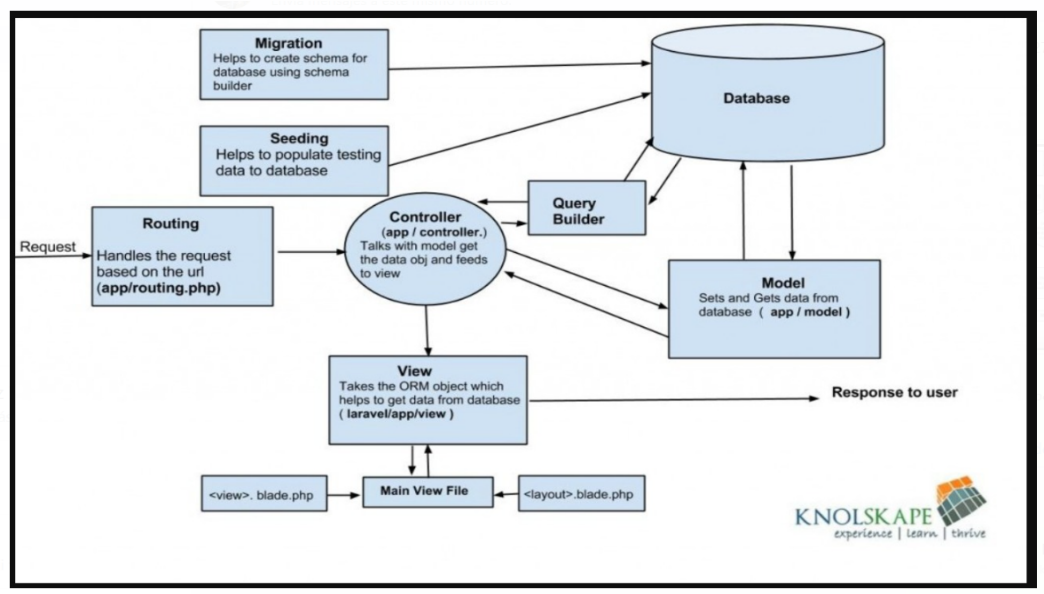 Migration
Helps to create schema for
database using schema
builder
Database
Seeding
Helps to populate testing
data to database
Query
Builder
Request
Routing
Handles the request
based on the url
(app/routing.php)
Controller
(app / controller.)
Talks with model get
the data obj and feeds
to view
Model
Sets and Gets data from
database ( app / model )
View
Takes the ORM object which
helps to get data from database
( laravel/app/view )
Response to user
<view>. blade.php
Main View File
<layout>.blade.php
KNOLSKAPE
experience | learn | thrive